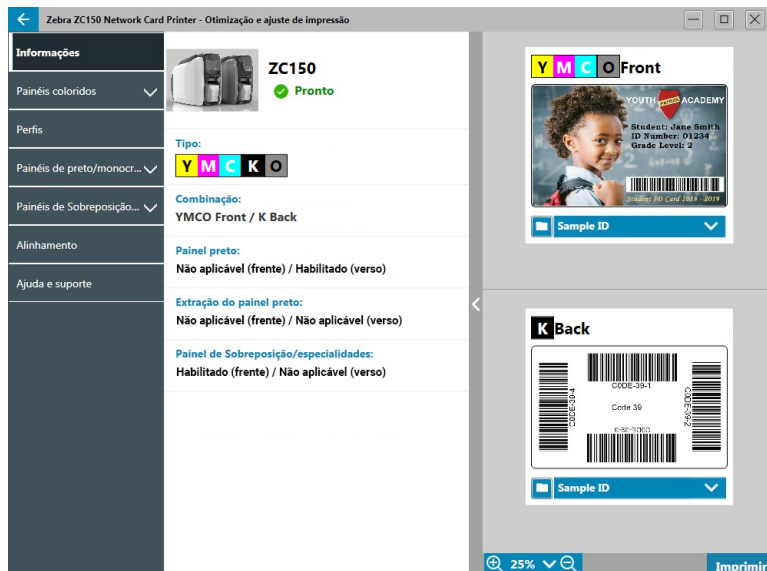 Zebra ZC150 Network Card Printer - Otimização e ajuste de impressão
Informações
Painéis coloridos
Perfis
Painéis de preto/monocr...
Painéis de Sobreposição...
Alinhamento
Ajuda e suporte
ZC150
Pronto
Tipo:
Y M C K O
Combinação:
YMCO Front / K Back
Painel preto:
Não aplicável (frente) / Habilitado (verso)
Extração do painel preto:
Não aplicável (frente) / Não aplicável (verso)
Painel de Sobreposição/especialidades:
Habilitado (frente) / Não aplicável (verso)
Y M C O Front
YOUTH ACADEMY
Student: Jane Smith
ID Number: 01234
Grade Level: 2
Student ID Card 2018 - 2019
Sample ID
K Back
CODE-39-1
CODE-39-4
Code 39
CODE-39-2
CODE-39-3
Sample ID
25%
Imprimir